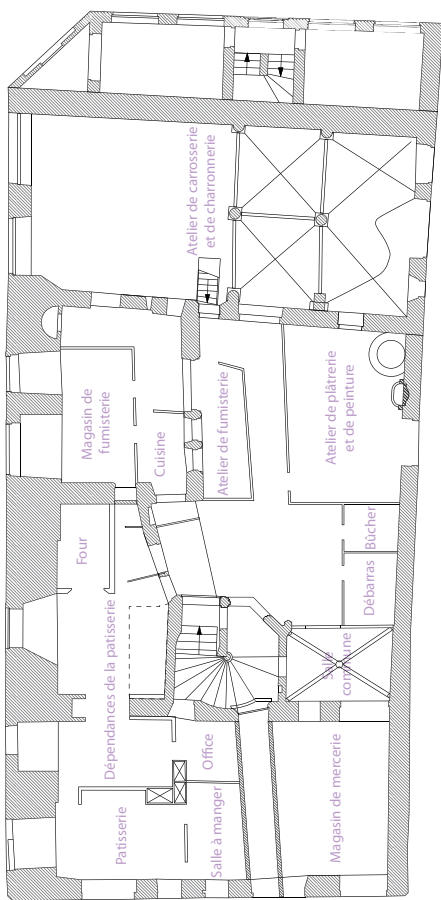 Atelier de carrosserie
et de charronnerie
Magasin de
fumisterie
Cuisine
Atelier de fumisterie
Atelier de plâtrerie
et de peinture
Four
Bûcher
Débarras
Dépendances de la patisserie
Salle
commune
Patisserie
Office
Salle à manger
Magasin de mercerie